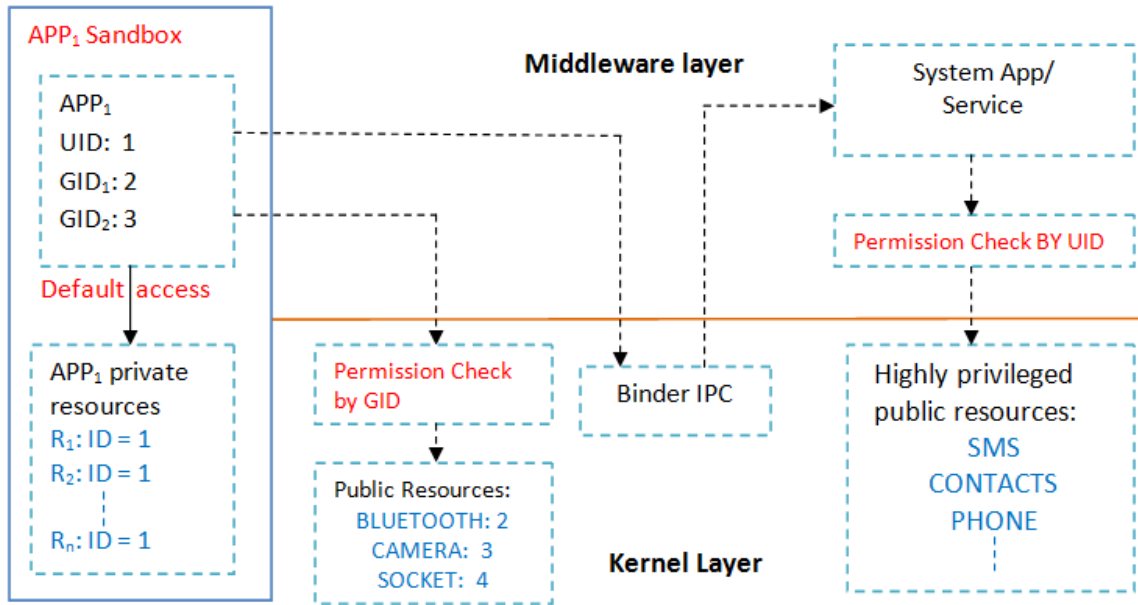 APP₁ Sandbox
APP₁
UID: 1
GID₁: 2
GID₂: 3
Default access
APP₁ private
resources
R₁: ID = 1
R₂: ID = 1
Rₙ: ID = 1
Middleware layer
System App/
Service
Permission Check BY UID
Permission Check
by GID
Binder IPC
Public Resources:
BLUETOOTH: 2
CAMERA: 3
SOCKET: 4
Kernel Layer
Highly privileged
public resources:
SMS
CONTACTS
PHONE